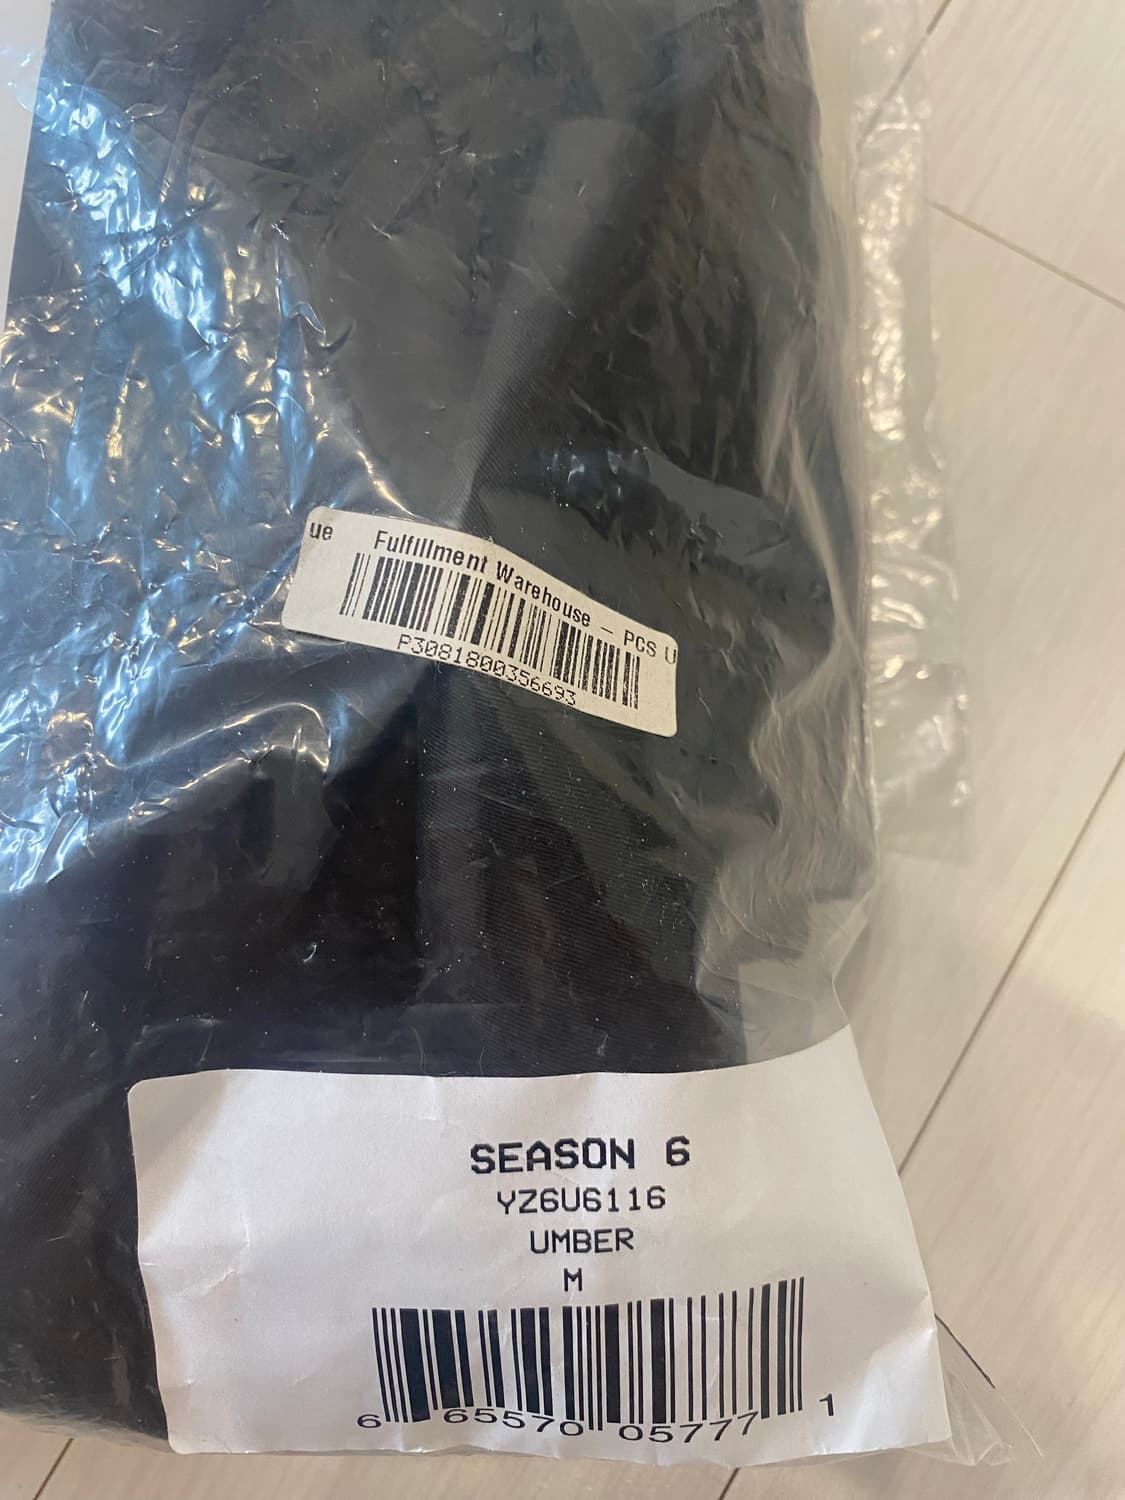 ue Fulfillment Warehouse – PCS U
P3081800356693
SEASON 6
YZ6U6116
UMBER
M
6 65570 05777 1